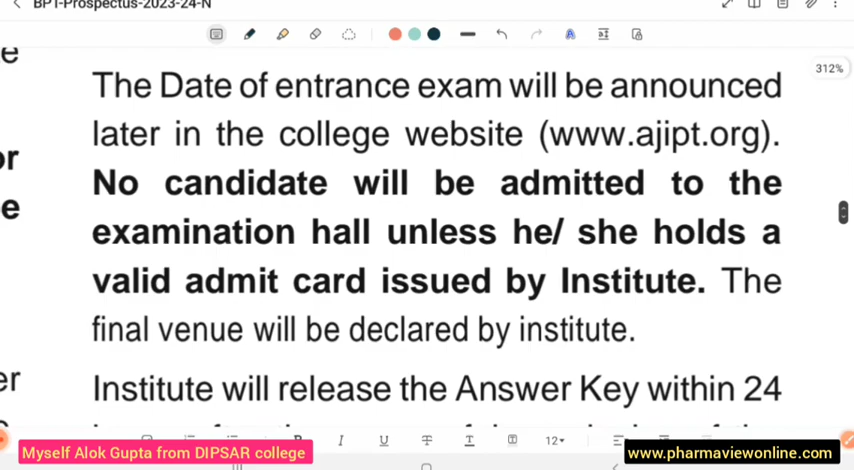 BPT-Prospectus-2023-24-N
312%
The Date of entrance exam will be announced
later in the college website (www.ajipt.org).
No candidate will be admitted to the
examination hall unless he/ she holds a
valid admit card issued by Institute. The
final venue will be declared by institute.
Institute will release the Answer Key within 24
12
Myself Alok Gupta from DIPSAR college
www.pharmaviewonline.com